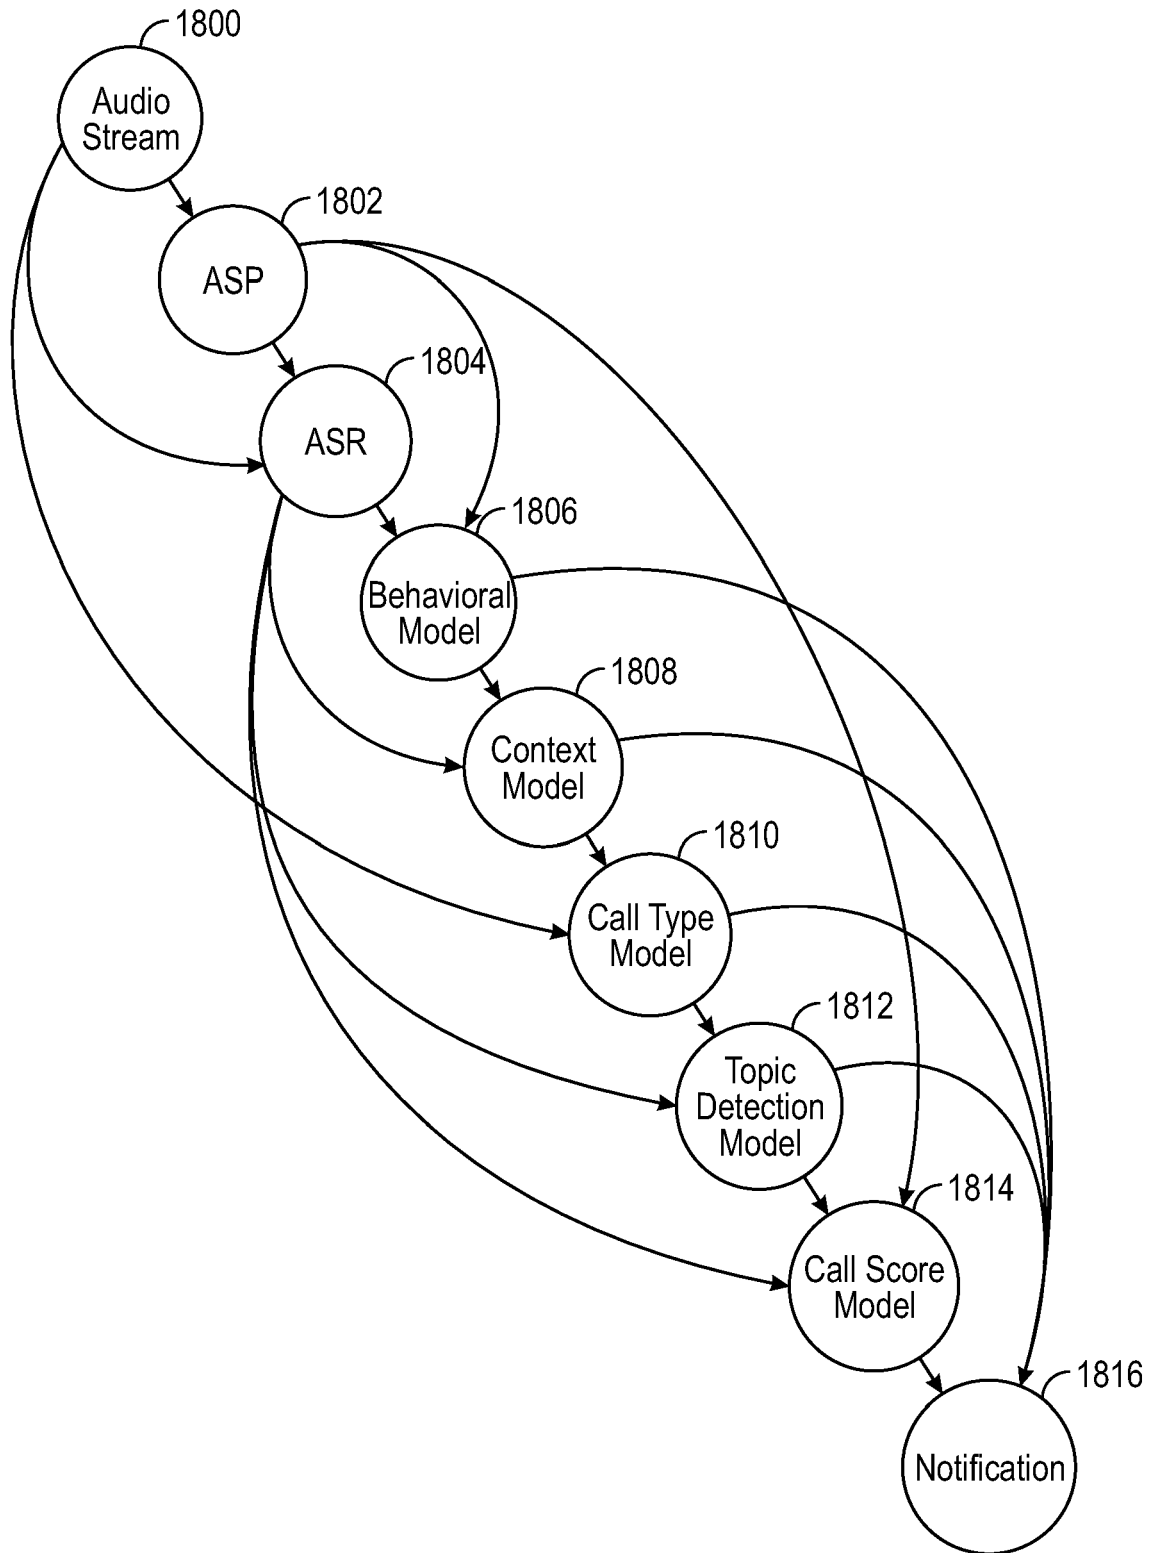 1800
Audio
Stream
1802
ASP
1804
ASR
1806
Behavioral
Model
1808
Context
Model
1810
Call Type
Model
1812
Topic
Detection
Model
1814
Call Score
Model
1816
Notification